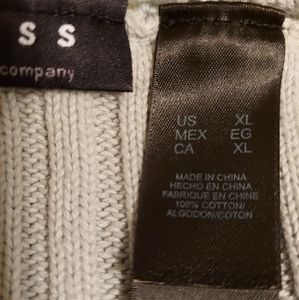 S S
company
US XL
MEX EG
CA XL
MADE IN CHINA
HECHO EN CHINA
FABRIQUE EN CHINE
100% COTTON/
ALGODON/COTON